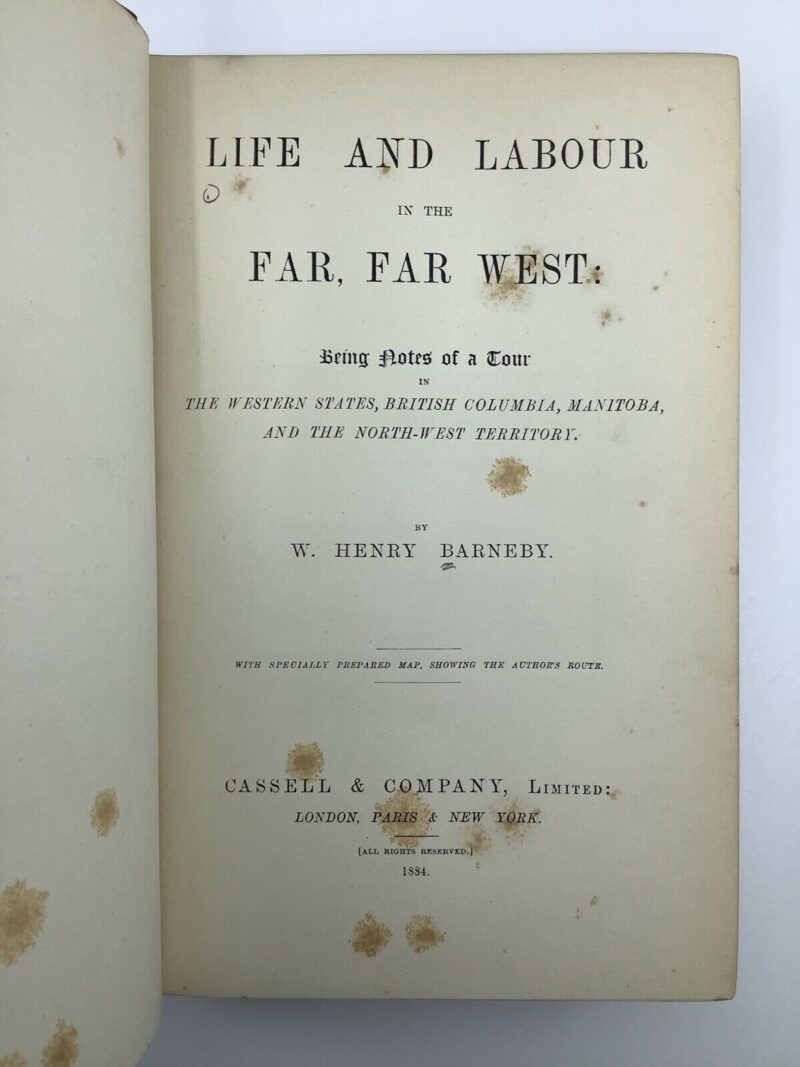 LIFE AND LABOUR
IN THE
FAR, FAR WEST:
Being Notes of a Tour
IN
THE WESTERN STATES, BRITISH COLUMBIA, MANITOBA,
AND THE NORTH-WEST TERRITORY.
BY
W. HENRY BARNEBY.
WITH SPECIALLY PREPARED MAP, SHOWING THE AUTHOR'S ROUTE.
CASSELL & COMPANY, LIMITED:
LONDON, PARIS & NEW YORK.
[ALL RIGHTS RESERVED.]
1884.